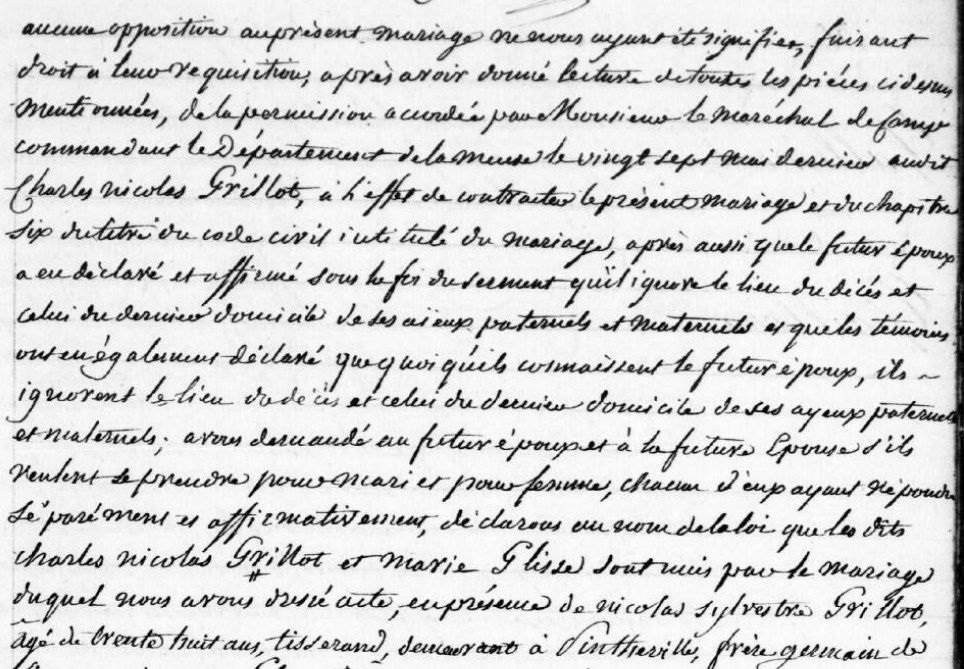 aucune opposition au présent mariage ne nous ayant été signifiée, faisant
droit à leur requisition, après avoir donné lecture de toutes les piéces ci dessus
mentionnées, de la permission accordée par Monsieur le Maréchal de Camp
commandant le Département de la Meuse le vingt sept mai dernier audit
Charles nicolas Grillot, à l'effet de contracter le présent mariage et du chapitre
six du titre du code civil intitulé du mariage, après aussi que le futur époux
a eu déclaré et affirmé sous la foi du serment qu'il ignore le lieu du décés et
celui du dernier domicile de ses aïeux paternels et maternels et que les témoins
ont eu également déclaré que quoiqu'ils connaissent le futur époux, ils ~
ignorent le lieu du décès et celui du dernier domicile de ses ayeux paternels
et maternels; avons demandé au futur époux et à la future Epouse s'ils
veulent se prendre pour mari et pour femme, chacun d'eux ayant répondu
séparément et affirmativement, déclarons au nom de la loi que les dits
charles nicolas Grillot et Marie Glisse sont unis par le mariage
duquel nous avons dressé acte, en présence de nicolas sylvestre Grillot,
âgé de trente huit ans, tisserand, demeurant à Pintheville, frère germain de